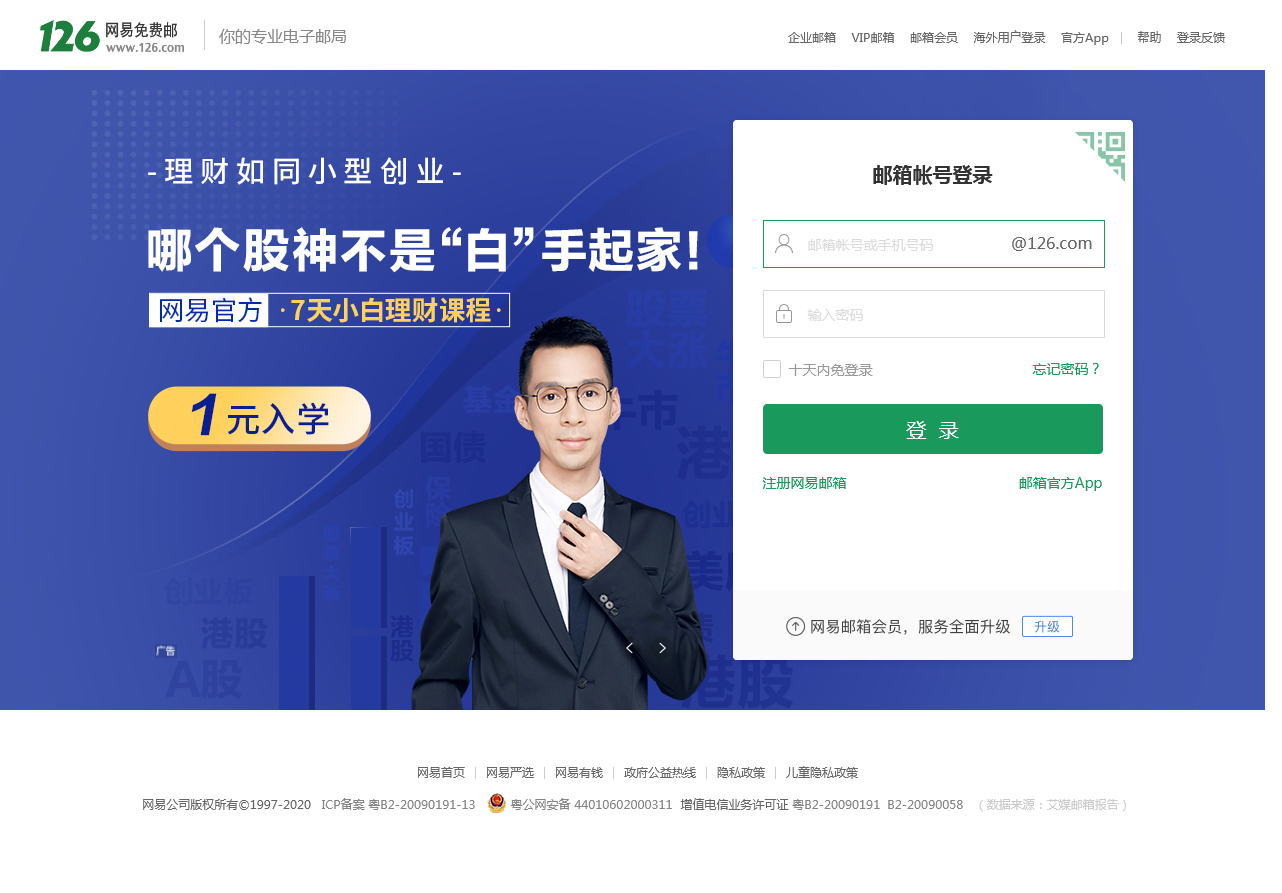 126 网易免费邮
www.126.com
你的专业电子邮局
企业邮箱 VIP邮箱 邮箱会员 海外用户登录 官方App | 帮助 登录反馈
-理财如同小型创业-
哪个股神不是“白”手起家!
网易官方 ·7天小白理财课程·
1元入学
邮箱帐号登录
邮箱帐号或手机号码 @126.com
输入密码
十天内免登录 忘记密码？
登 录
注册网易邮箱 邮箱官方App
网易邮箱会员，服务全面升级 升级
股票
大涨
基金
牛市
国债
港
保险
创业板
创业
美股
创业板
港股
港股
A股
港股
广告
网易首页 | 网易严选 | 网易有钱 | 政府公益热线 | 隐私政策 | 儿童隐私政策
网易公司版权所有©1997-2020 ICP备案 粤B2-20090191-13 粤公网安备 44010602000311 增值电信业务许可证 粤B2-20090191 B2-20090058 （数据来源：艾媒邮箱报告）